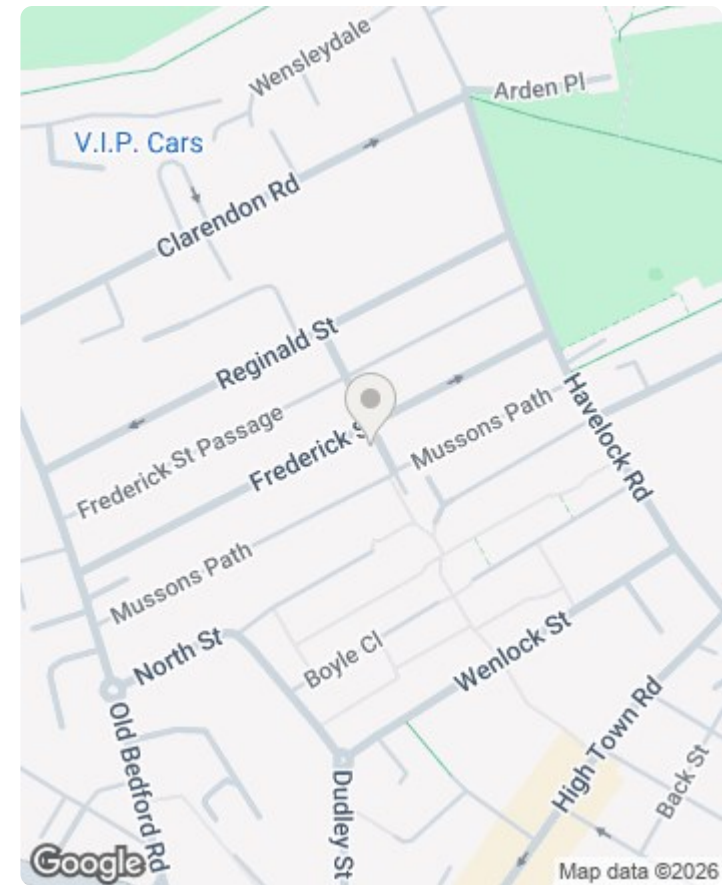 Wensleydale
Arden Pl
V.I.P. Cars
Clarendon Rd
Reginald St
Frederick St Passage
Frederick St
Mussons Path
Havelock Rd
Mussons Path
North St
Boyle Cl
Wenlock St
Old Bedford Rd
Dudley St
High Town Rd
Back St
Google
Map data ©2026